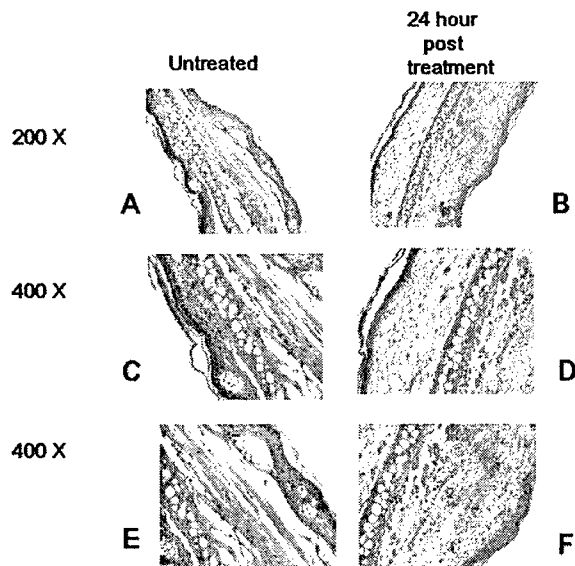 24 hour
post
Untreated treatment
200 X
A B
400 X
C D
400 X
E F